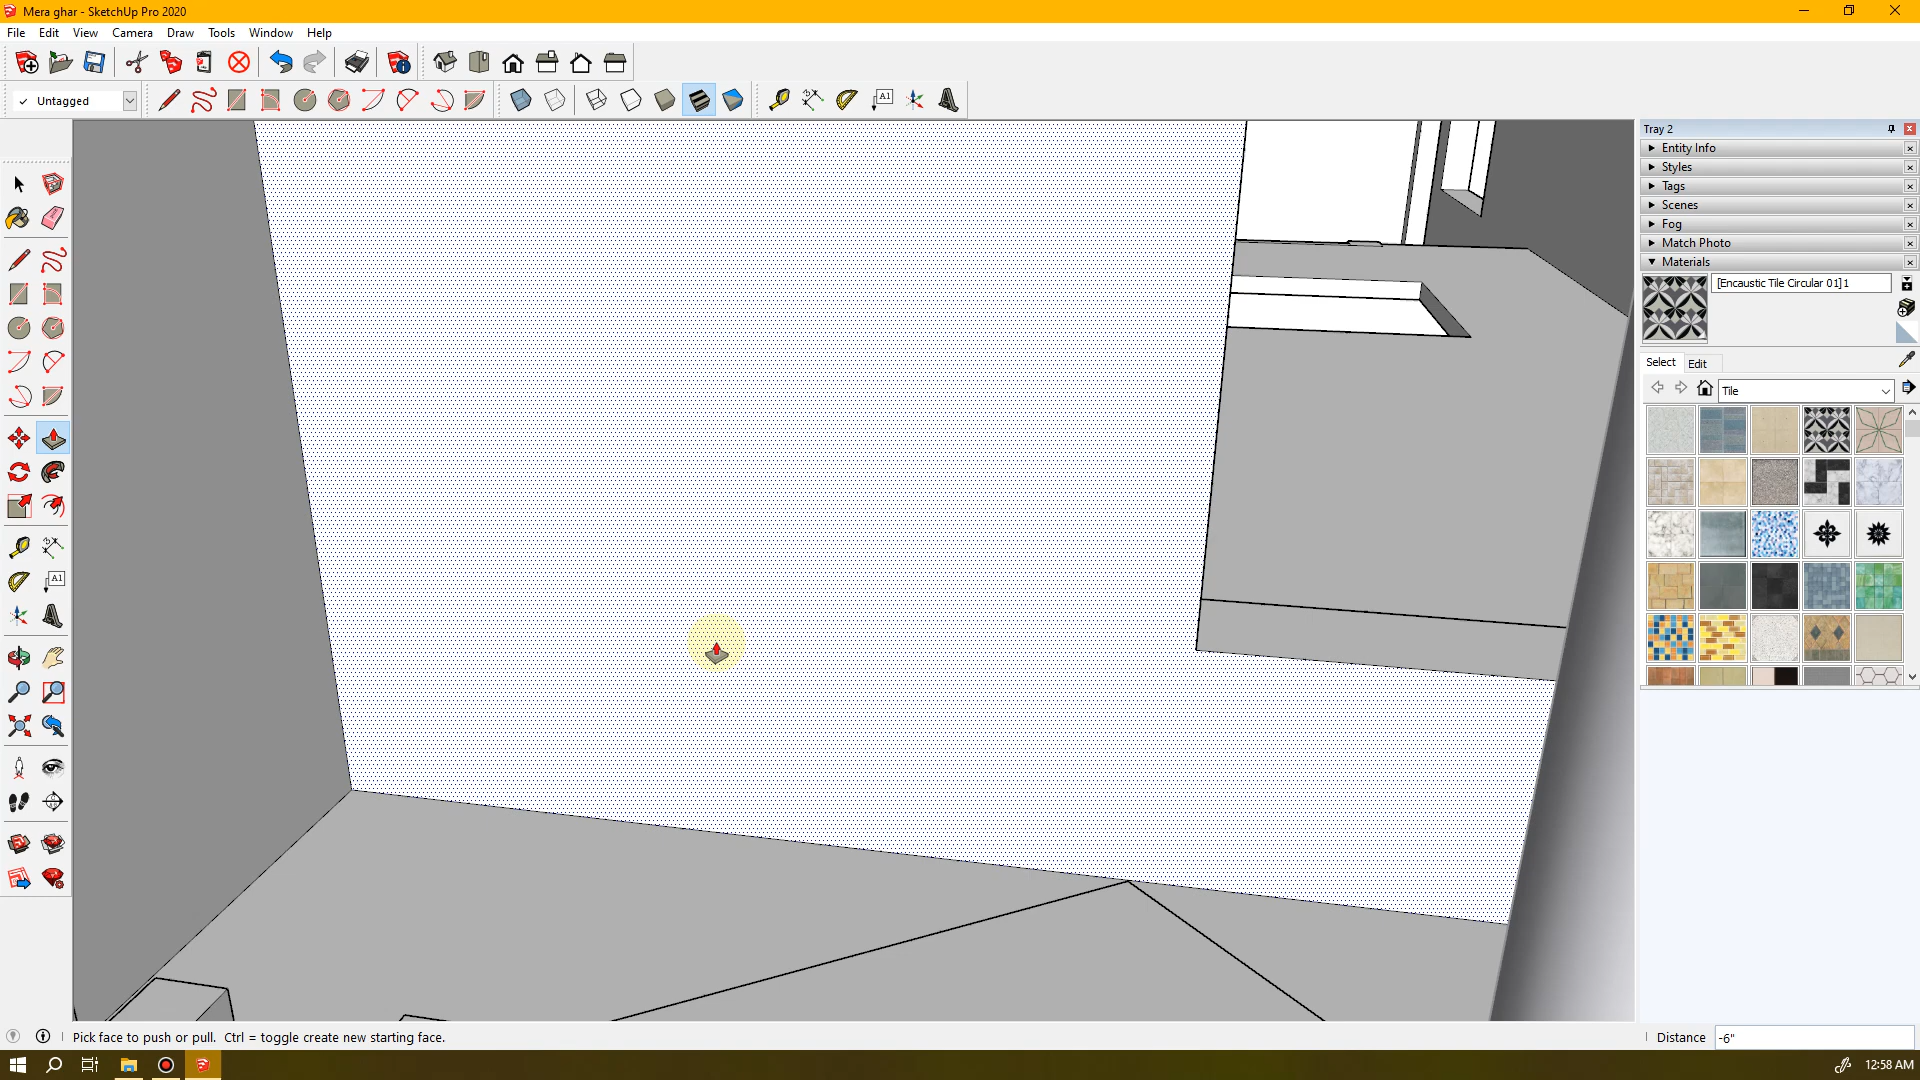 Mera ghar - SketchUp Pro 2020
File Edit View Camera Draw Tools Window Help
✓ Untagged
A1
Tray 2
Entity Info
Styles
Tags
Scenes
Fog
Match Photo
Materials
[Encaustic Tile Circular 01]1
Select Edit
Tile
A1
Pick face to push or pull. Ctrl = toggle create new starting face.
Distance -6"
12:58 AM